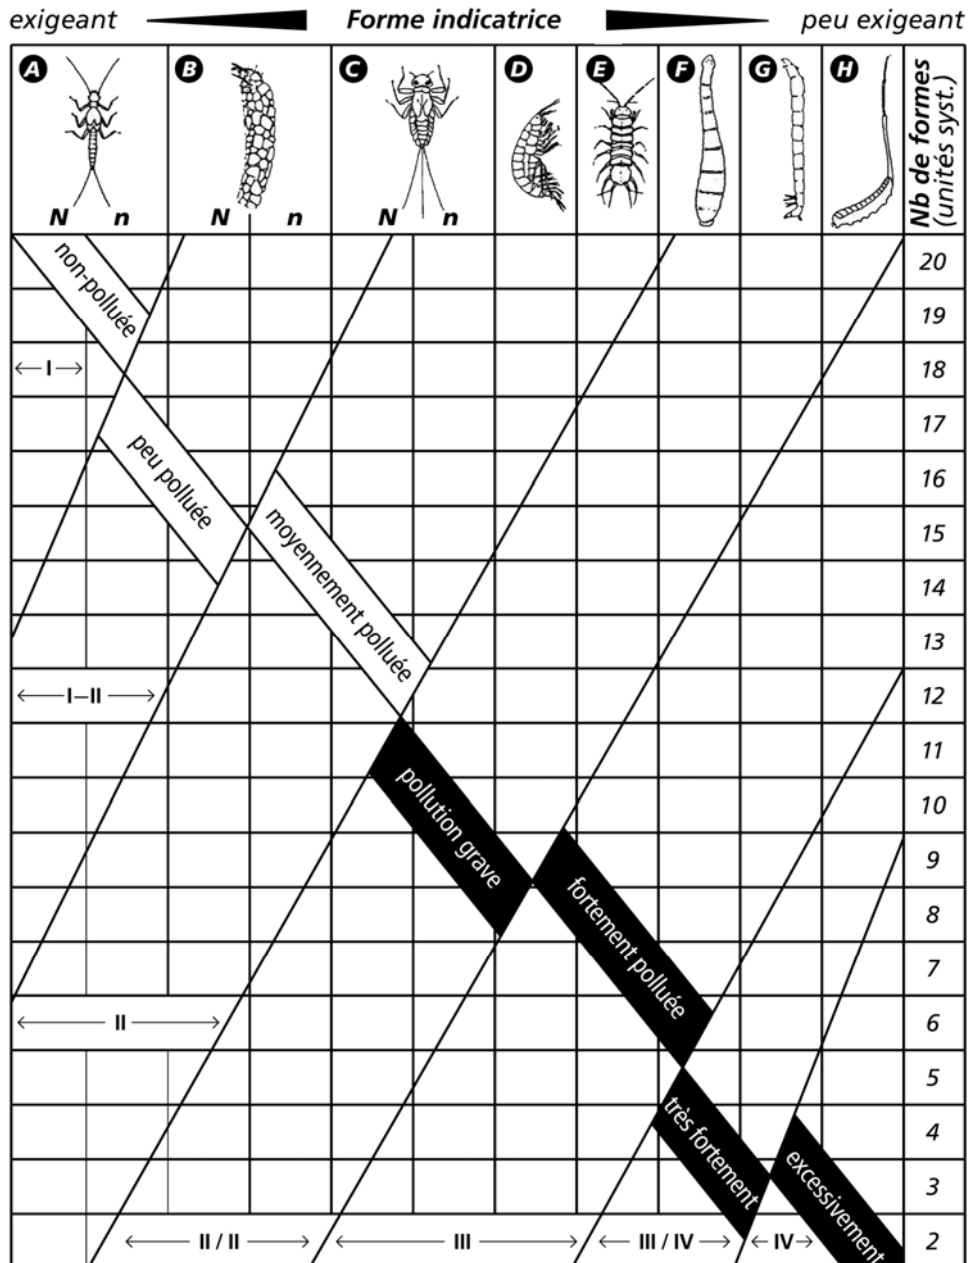 exigeant Forme indicatrice peu exigeant
A B C D E F G H
Nb de formes
(unités syst.)
N n N n N n
20
non-polluée
19
I 18
17
peu polluée
16
moyennement polluée
15
14
13
I–II 12
11
pollution grave
10
9
fortement polluée
8
7
II 6
5
très fortement
4
excessivement
3
II / II III III / IV IV 2